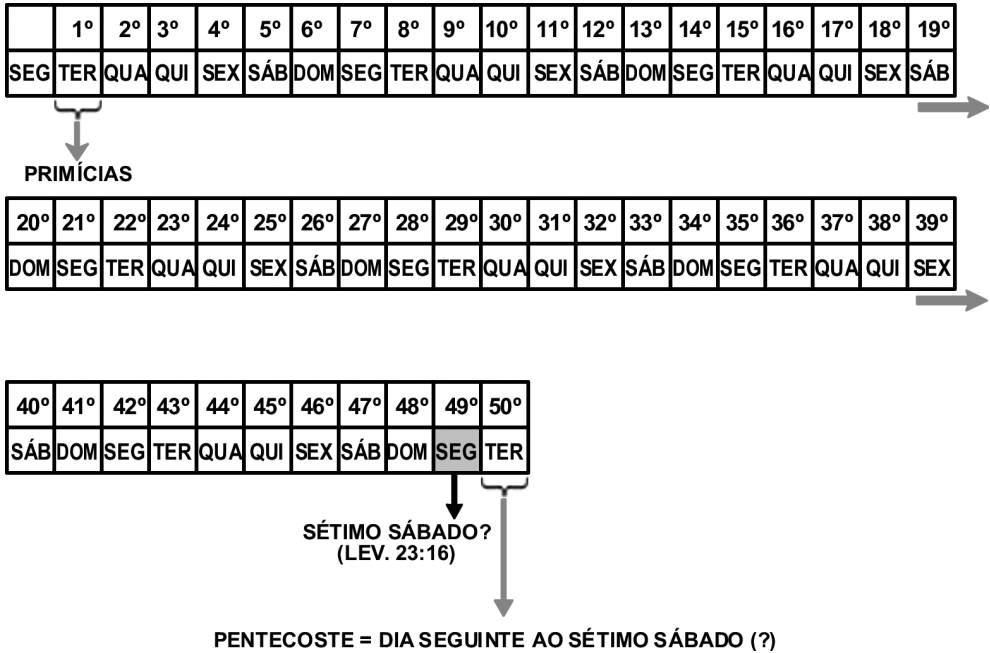 1º 2º 3º 4º 5º 6º 7º 8º 9º 10º 11º 12º 13º 14º 15º 16º 17º 18º 19º
SEG TER QUA QUI SEX SÁB DOM SEG TER QUA QUI SEX SÁB DOM SEG TER QUA QUI SEX SÁB
PRIMÍCIAS
20º 21º 22º 23º 24º 25º 26º 27º 28º 29º 30º 31º 32º 33º 34º 35º 36º 37º 38º 39º
DOM SEG TER QUA QUI SEX SÁB DOM SEG TER QUA QUI SEX SÁB DOM SEG TER QUA QUI SEX
40º 41º 42º 43º 44º 45º 46º 47º 48º 49º 50º
SÁB DOM SEG TER QUA QUI SEX SÁB DOM SEG TER
SÉTIMO SÁBADO?
(LEV. 23:16)
PENTECOSTE = DIA SEGUINTE AO SÉTIMO SÁBADO (?)